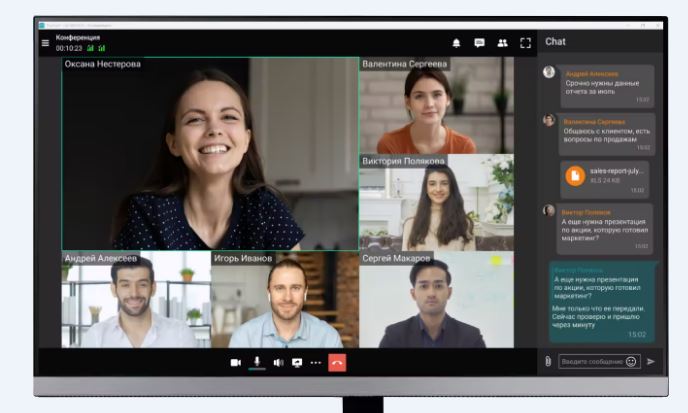 Конференция
00:10:23
Chat
Оксана Нестерова
Валентина Сергеева
Виктория Полякова
Андрей Алексеев
Игорь Иванов
Сергей Макаров
Андрей Алексеев
Срочно нужны данные
отчета за июль
15:02
Валентина Сергеева
Общаюсь с клиентом, есть
вопросы по продажам
15:02
sales-report-july...
XLS 24 KB
15:02
Виктор Поляков
А еще нужна презентация
по акции, которую готовил
маркетинг?
15:02
Виктор Полякова
А еще нужна презентация
по акции, которую готовил
маркетинг?
Мне только что ее передали.
Сейчас проверю и пришлю
через минуту
15:02
Введите сообщение